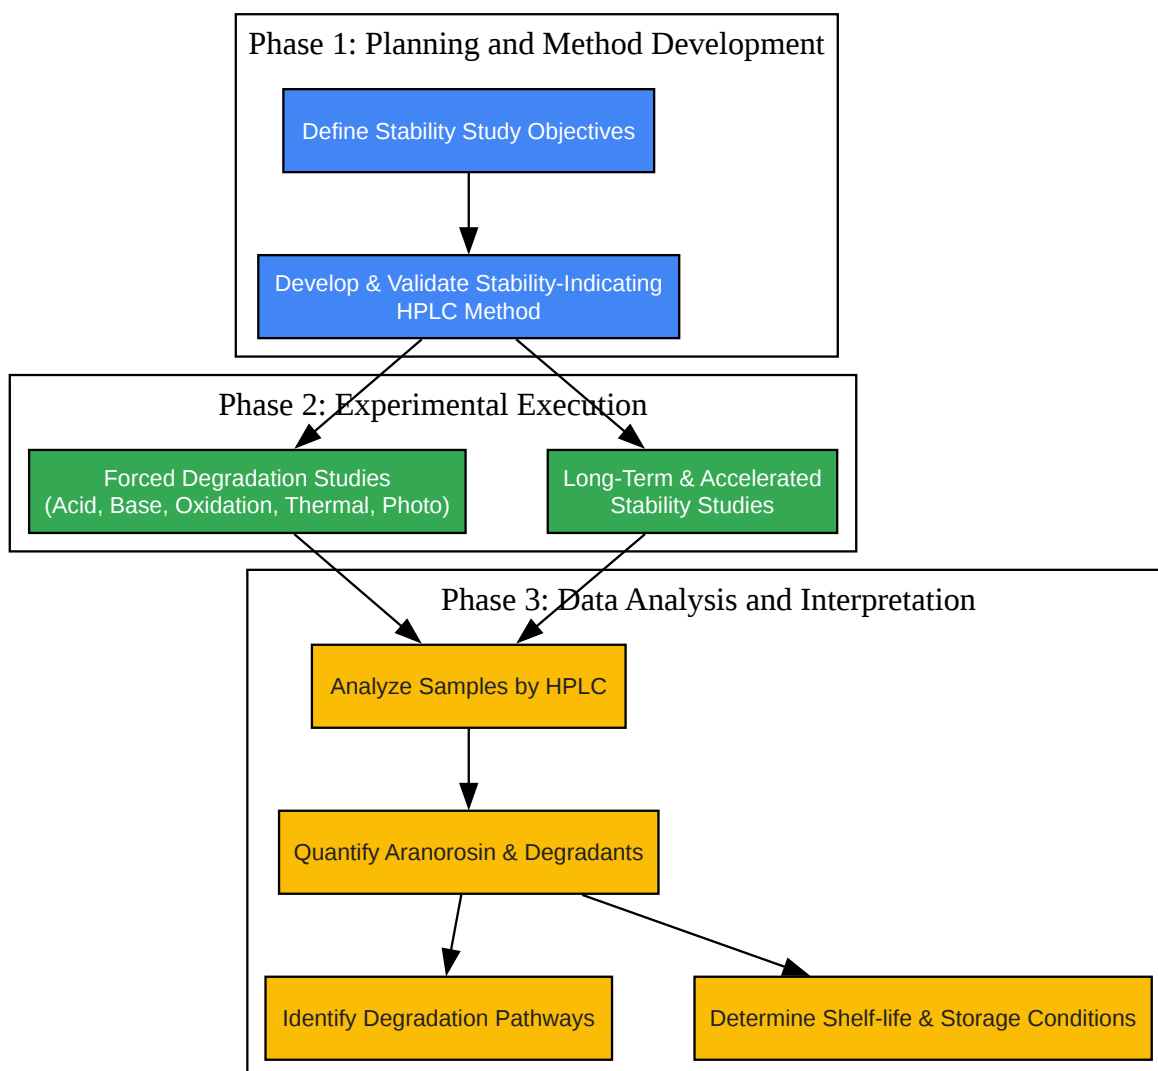 Phase 1: Planning and Method Development
Define Stability Study Objectives
Develop & Validate Stability-Indicating
HPLC Method
Phase 2: Experimental Execution
Forced Degradation Studies
(Acid, Base, Oxidation, Thermal, Photo)
Long-Term & Accelerated
Stability Studies
Phase 3: Data Analysis and Interpretation
Analyze Samples by HPLC
Quantify Aranorosin & Degradants
Identify Degradation Pathways
Determine Shelf-life & Storage Conditions